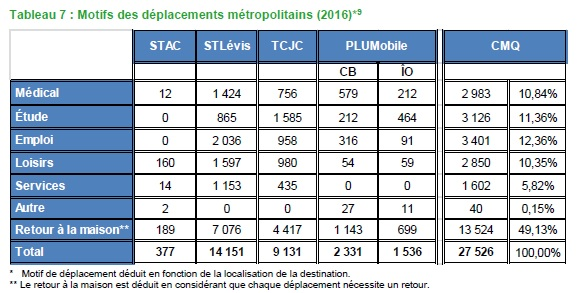 Tableau 7 : Motifs des déplacements métropolitains (2016)*⁹
STAC STLévis TCJC PLUMobile CMQ
CB ÎO
Médical 12 1 424 756 579 212 2 983 10,84%
Étude 0 865 1 585 212 464 3 126 11,36%
Emploi 0 2 036 958 316 91 3 401 12,36%
Loisirs 160 1 597 980 54 59 2 850 10,35%
Services 14 1 153 435 0 0 1 602 5,82%
Autre 2 0 0 27 11 40 0,15%
Retour à la maison** 189 7 076 4 417 1 143 699 13 524 49,13%
Total 377 14 151 9 131 2 331 1 536 27 526 100,00%
* Motif de déplacement déduit en fonction de la localisation de la destination.
** Le retour à la maison est déduit en considérant que chaque déplacement nécessite un retour.